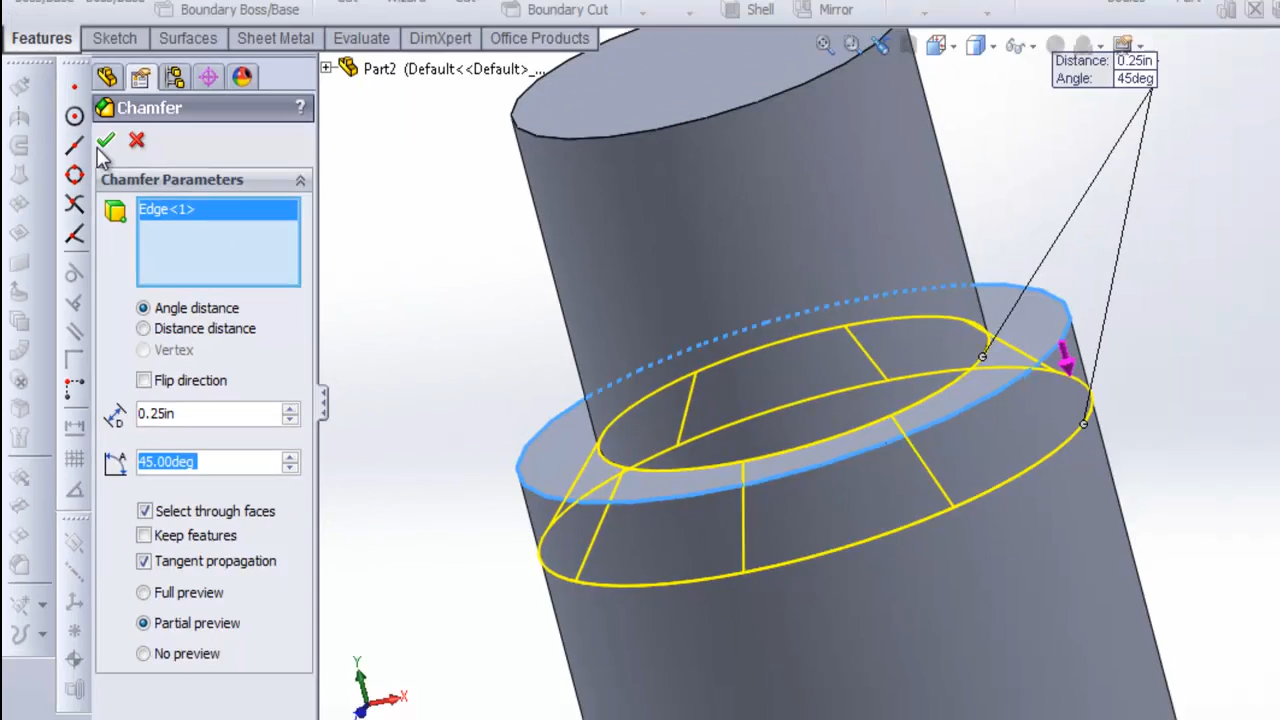 Boundary Boss/Base
Boundary Cut
Shell
Mirror
Features Sketch Surfaces Sheet Metal Evaluate DimXpert Office Products
Part2 (Default<<Default>_...
Distance: 0.25in
Angle: 45deg
Chamfer ?
Chamfer Parameters
Edge<1>
Angle distance
Distance distance
Vertex
Flip direction
D 0.25in
A 45.00deg
Select through faces
Keep features
Tangent propagation
Full preview
Partial preview
No preview
Y
X